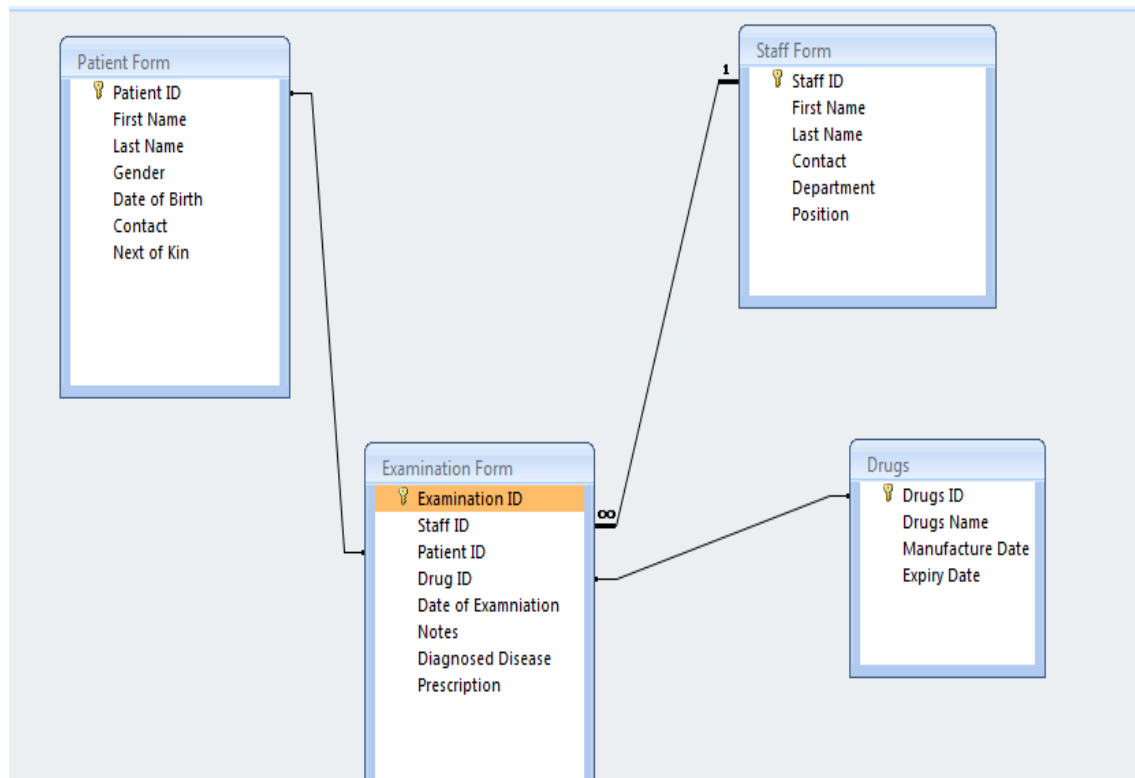 Patient Form
Patient ID
First Name
Last Name
Gender
Date of Birth
Contact
Next of Kin
Staff Form
1
Staff ID
First Name
Last Name
Contact
Department
Position
Examination Form
Examination ID
Staff ID
Patient ID
Drug ID
Date of Examniation
Notes
Diagnosed Disease
Prescription
∞
Drugs
Drugs ID
Drugs Name
Manufacture Date
Expiry Date